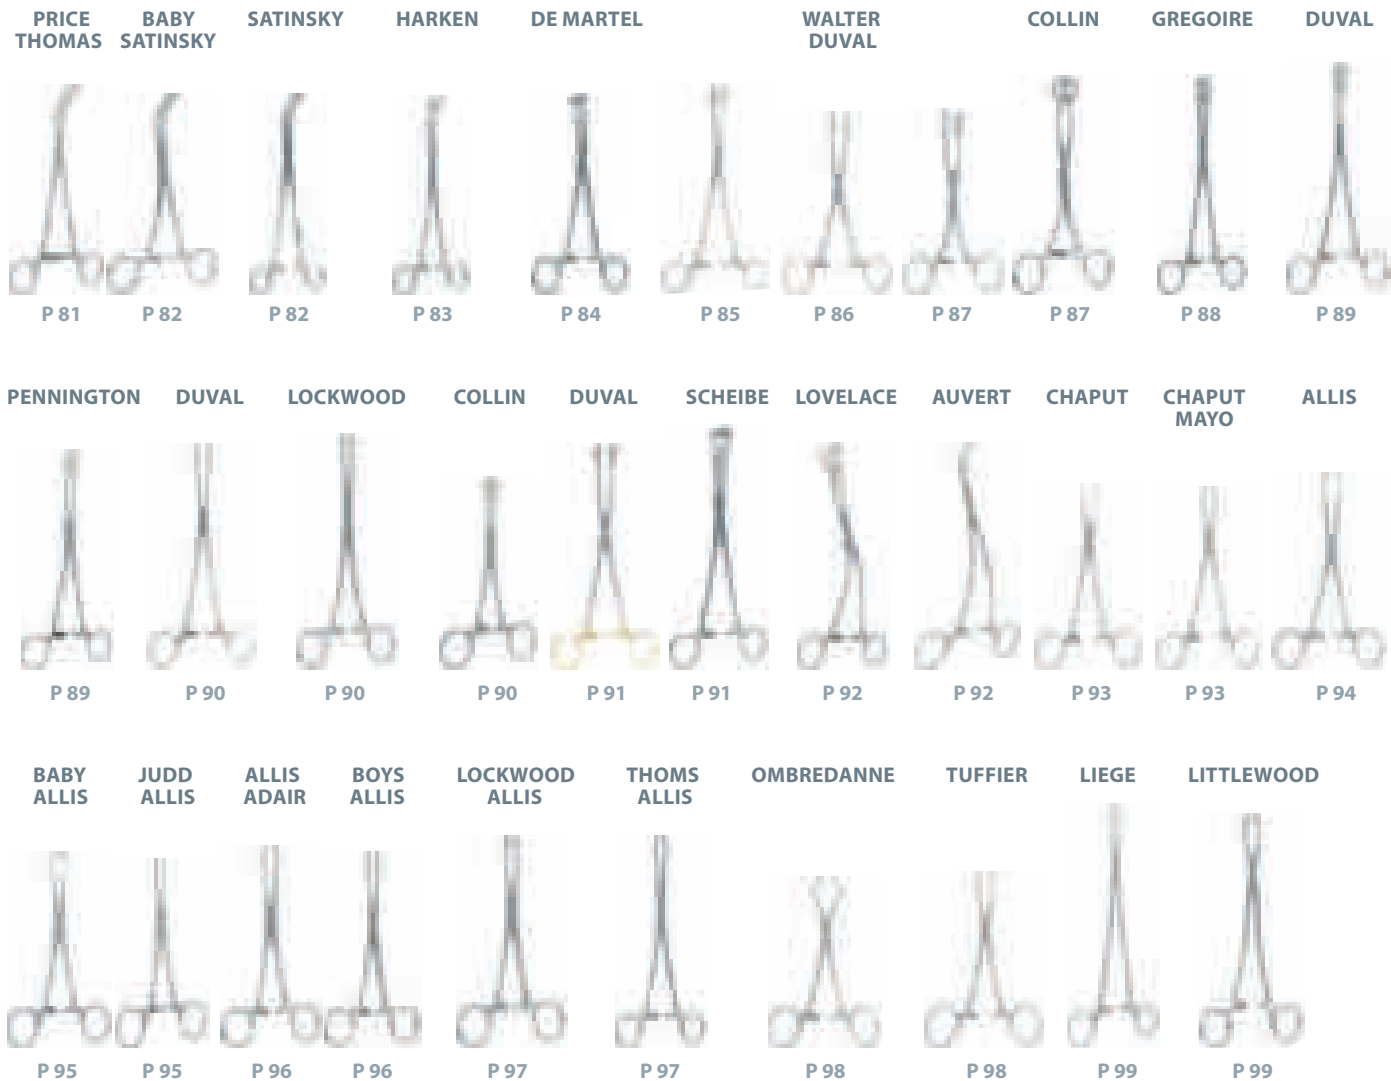 PRICE THOMAS
BABY SATINSKY
SATINSKY
HARKEN
DE MARTEL
WALTER DUVAL
COLLIN
GREGOIRE
DUVAL
P 81
P 82
P 82
P 83
P 84
P 85
P 86
P 87
P 87
P 88
P 89
PENNINGTON
DUVAL
LOCKWOOD
COLLIN
DUVAL
SCHEIBE
LOVELACE
AUVERT
CHAPUT
CHAPUT MAYO
ALLIS
P 89
P 90
P 90
P 90
P 91
P 91
P 92
P 92
P 93
P 93
P 94
BABY ALLIS
JUDD ALLIS
ALLIS ADAIR
BOYS ALLIS
LOCKWOOD ALLIS
THOMS ALLIS
OMBREDANNE
TUFFIER
LIEGE
LITTLEWOOD
P 95
P 95
P 96
P 96
P 97
P 97
P 98
P 98
P 99
P 99